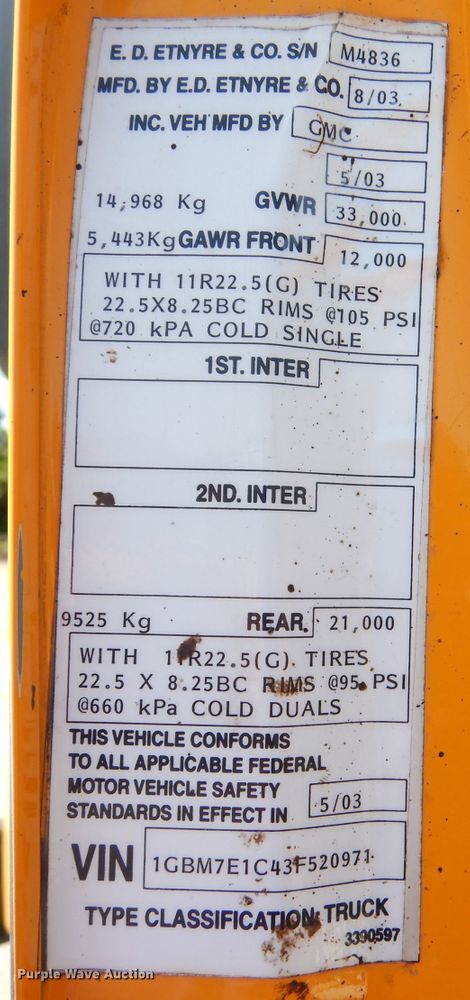 E. D. ETNYRE & CO. S/N M4836
MFD. BY E.D. ETNYRE & CO. 8/03
INC. VEH MFD BY GMC
5/03
14,968 Kg GVWR 33,000
5,443Kg GAWR FRONT 12,000
WITH 11R22.5(G) TIRES
22.5X8.25BC RIMS @105 PSI
@720 kPA COLD SINGLE
1ST. INTER
2ND. INTER
9525 Kg REAR. 21,000
WITH 11R22.5(G) TIRES
22.5 X 8.25BC RIMS @95 PSI
@660 kPa COLD DUALS
THIS VEHICLE CONFORMS
TO ALL APPLICABLE FEDERAL
MOTOR VEHICLE SAFETY
STANDARDS IN EFFECT IN 5/03
VIN 1GBM7E1C43F520971
TYPE CLASSIFICATION: TRUCK
3390597
Purple Wave Auction